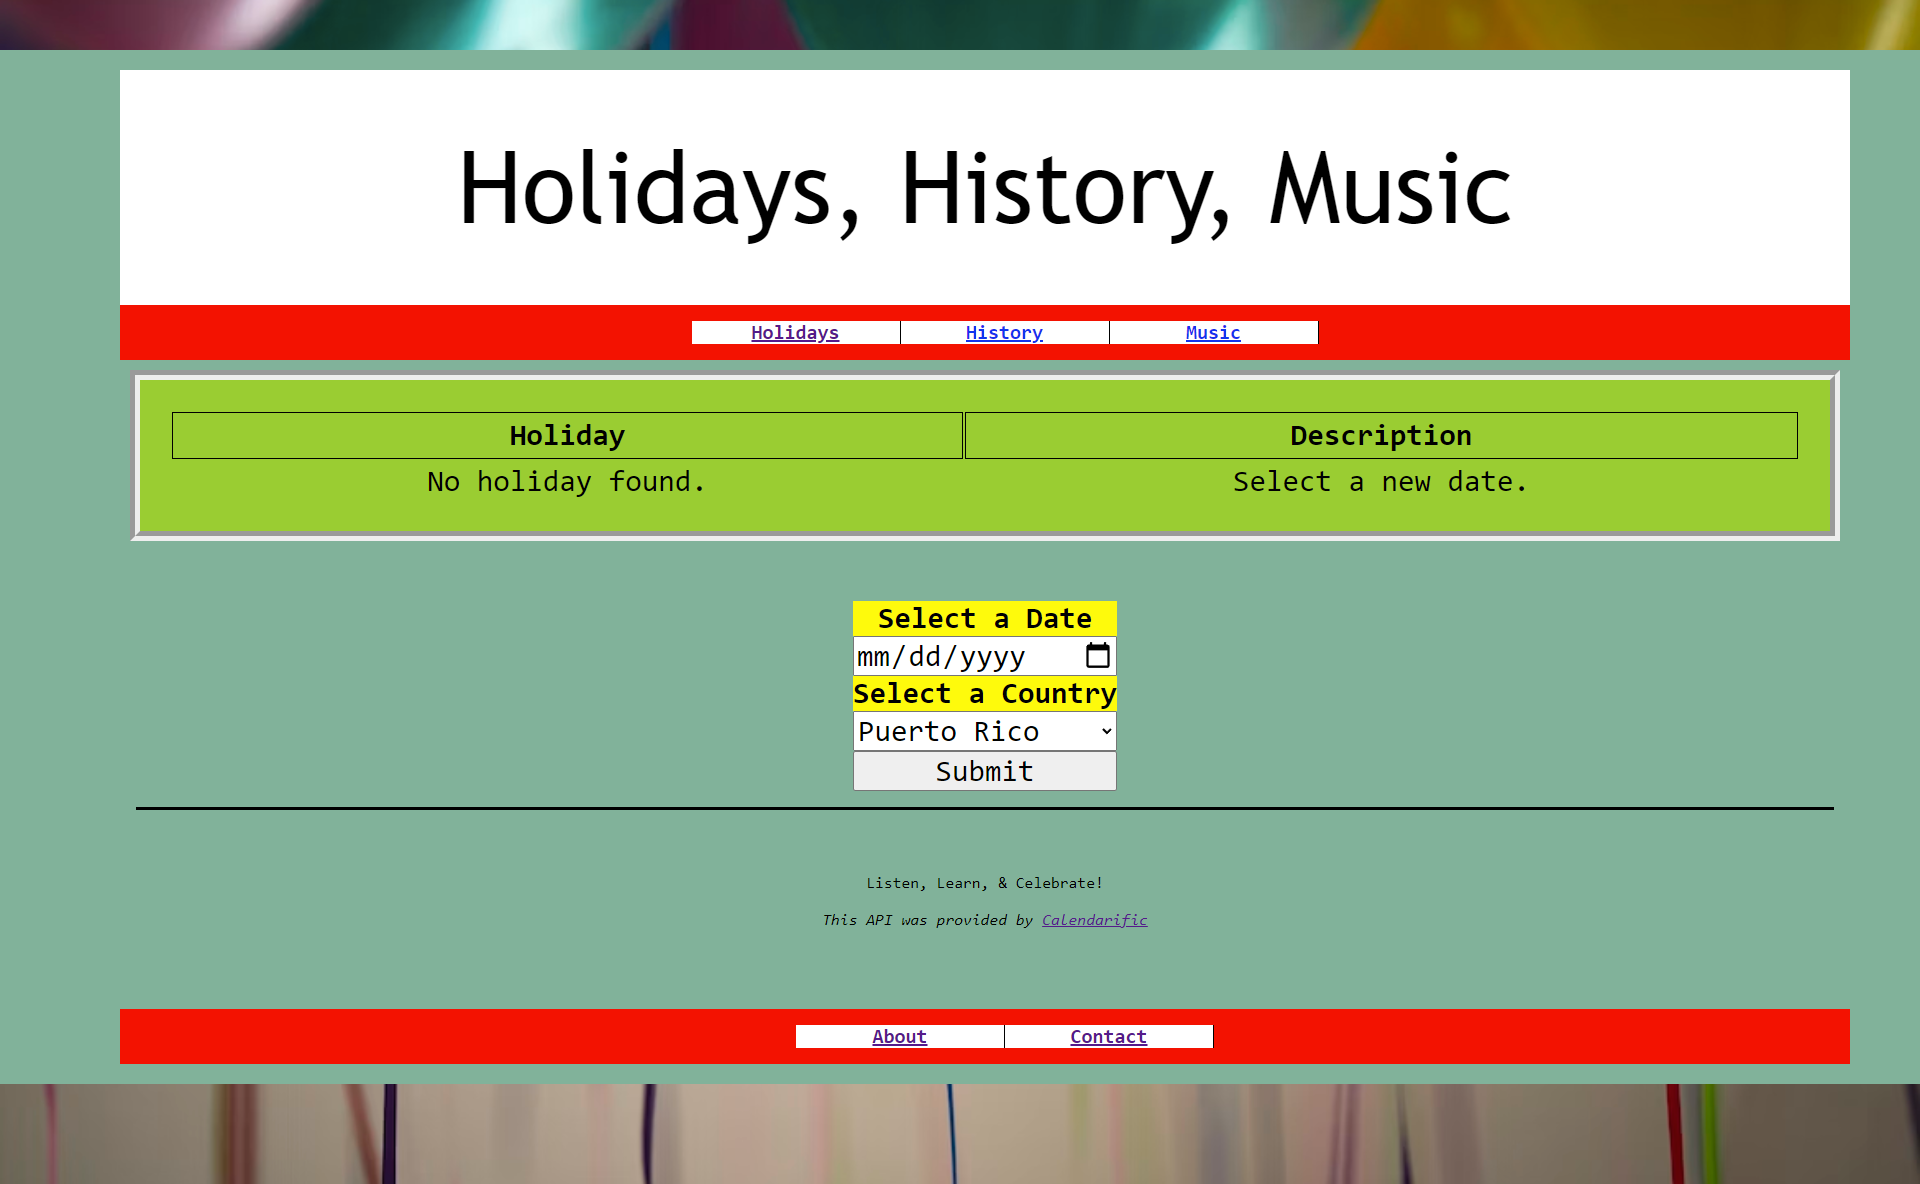 Holidays, History, Music
Holidays History Music
Holiday Description
No holiday found. Select a new date.
Select a Date
mm/dd/yyyy
Select a Country
Puerto Rico
Submit
Listen, Learn, & Celebrate!
This API was provided by Calendarific
About Contact